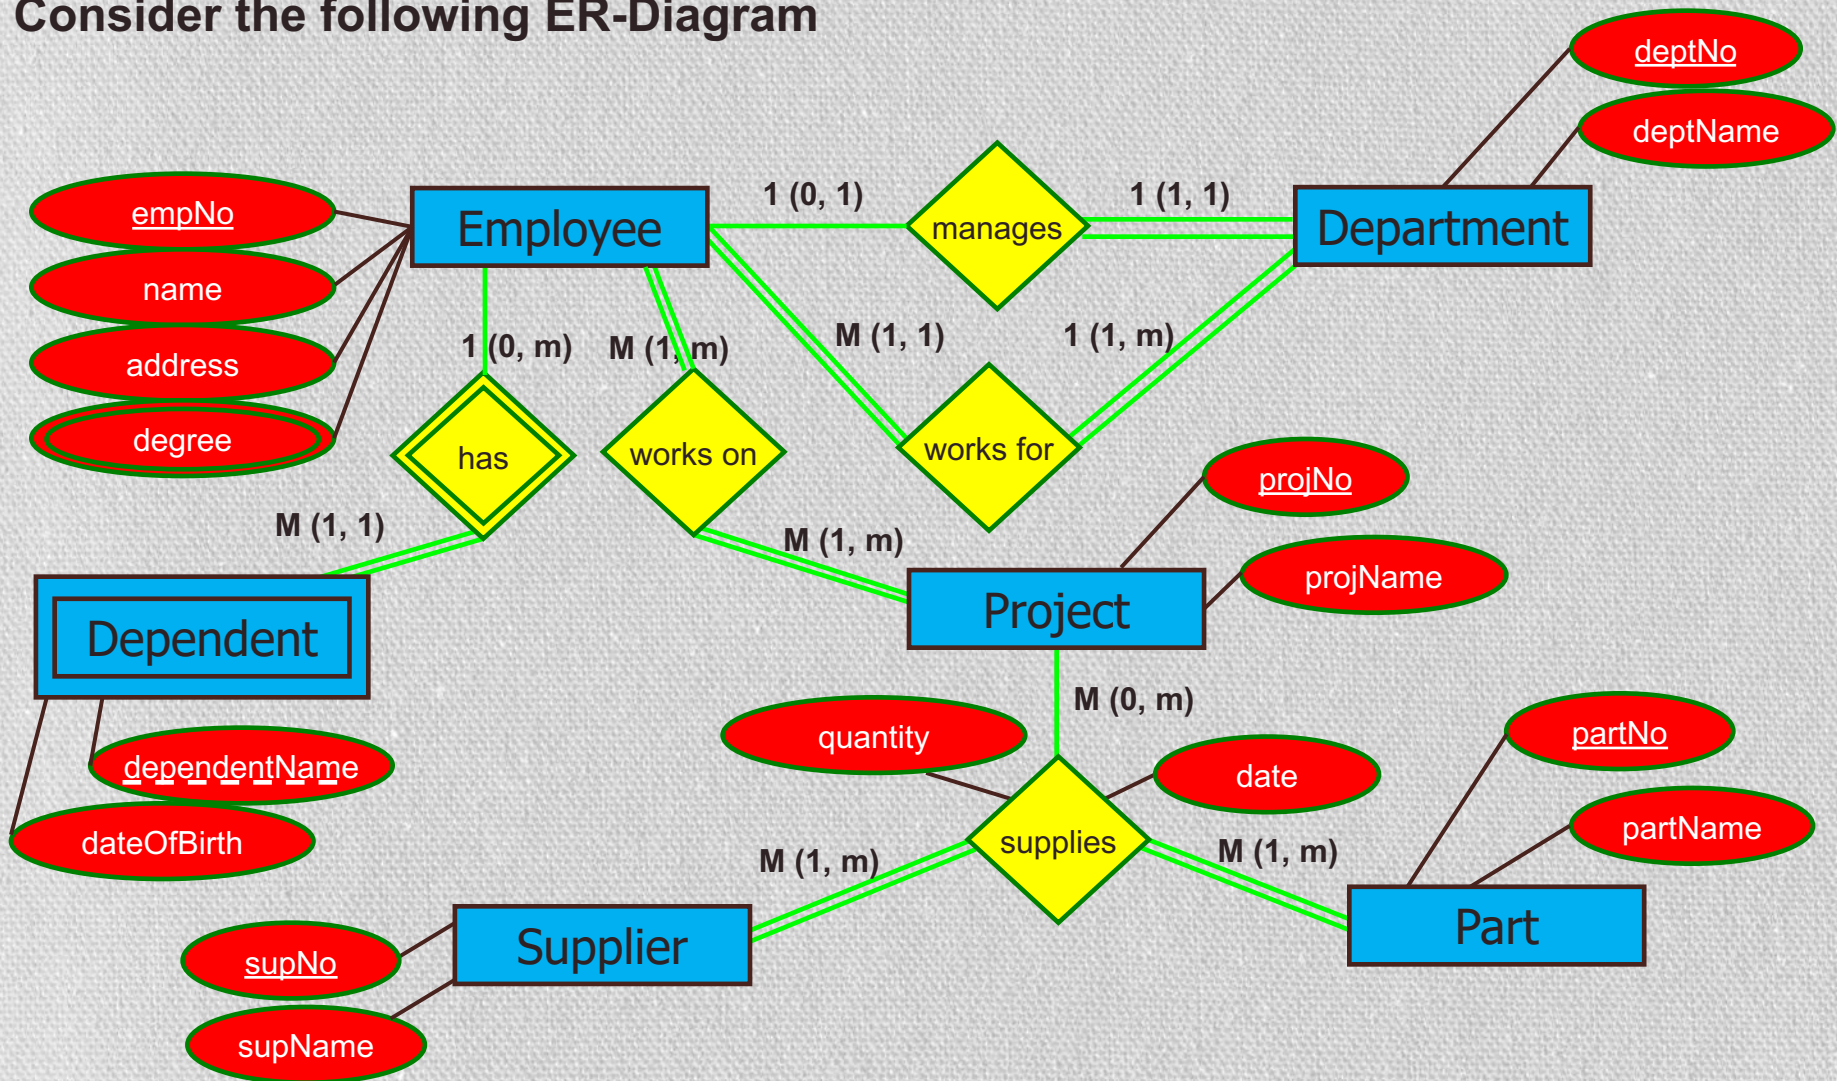 Consider the following ER-Diagram
deptNo
deptName
empNo
name
address
degree
Employee
1 (0, 1)
manages
1 (1, 1)
Department
1 (0, m)
M (1, m)
M (1, 1)
1 (1, m)
has
works on
works for
projNo
projName
M (1, 1)
M (1, m)
Project
Dependent
dependentName
dateOfBirth
M (0, m)
quantity
date
supplies
partNo
partName
M (1, m)
M (1, m)
Supplier
Part
supNo
supName